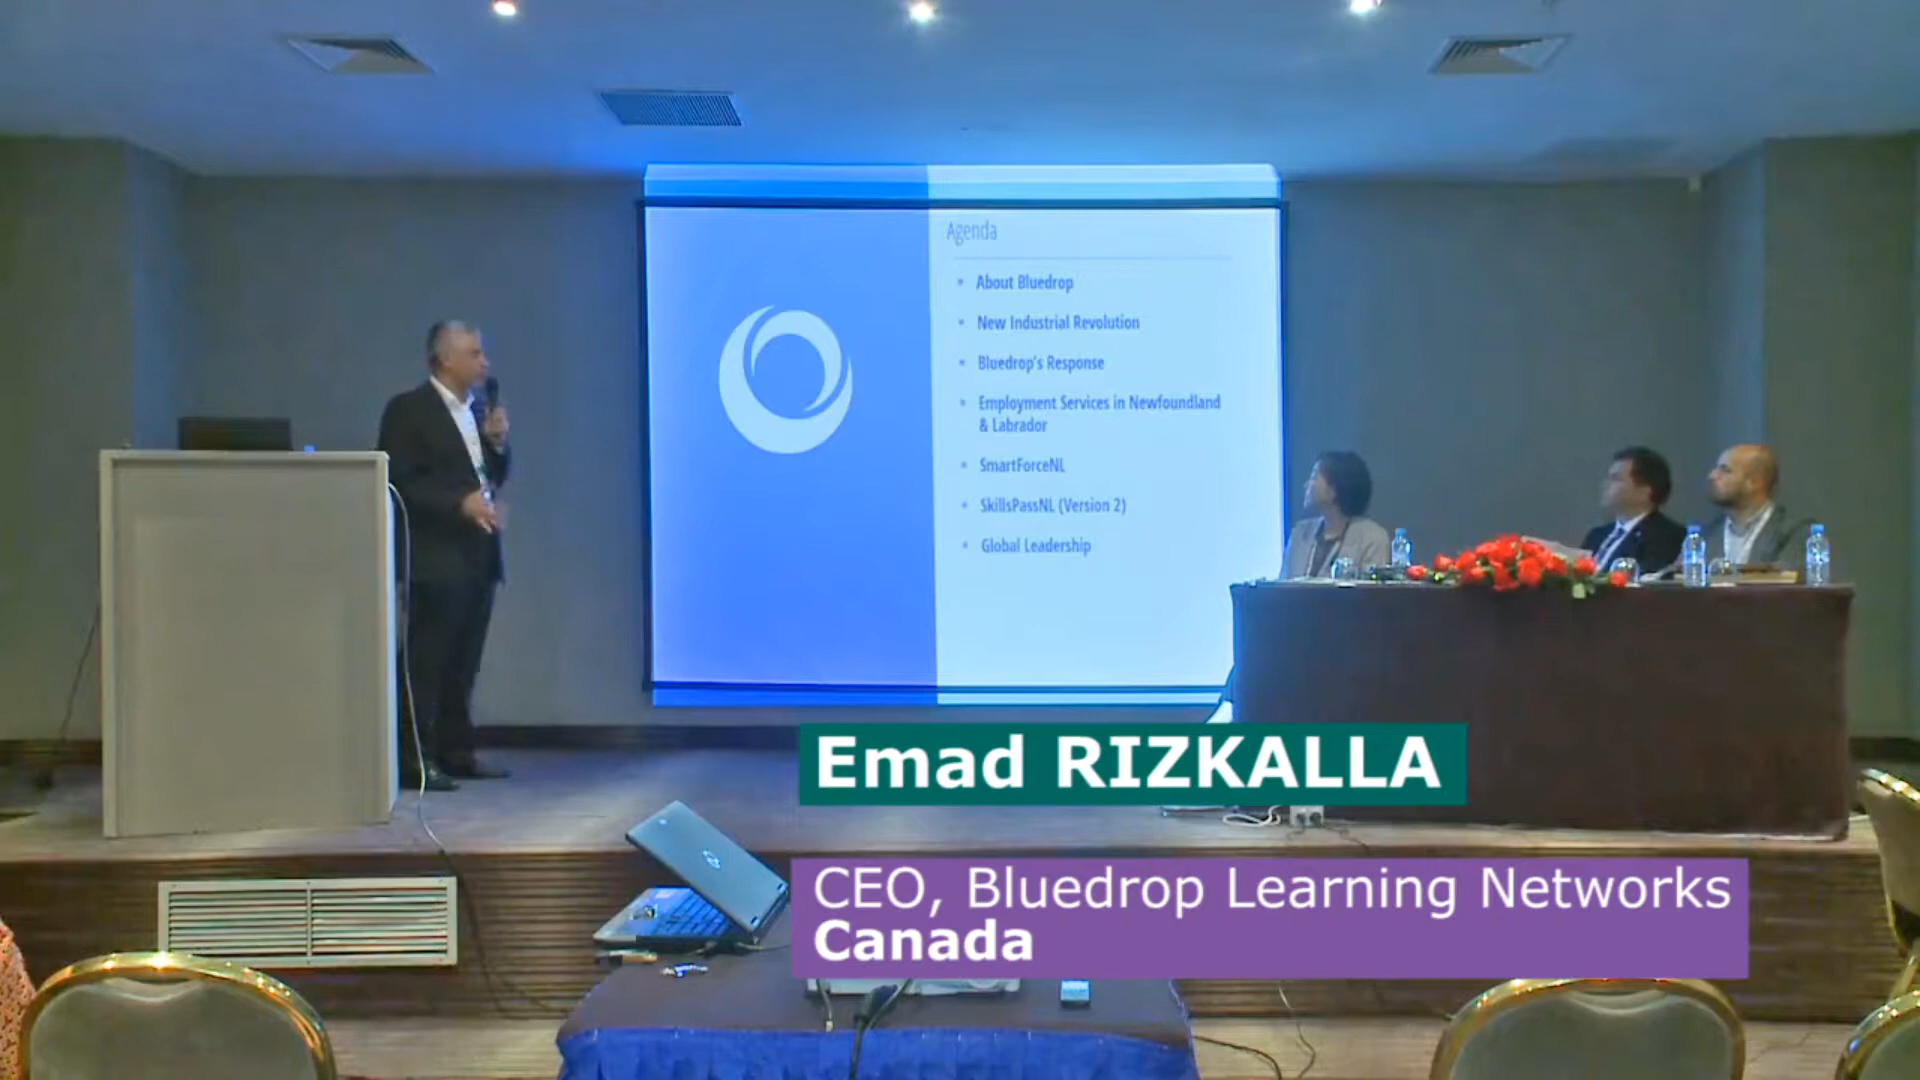 Agenda
About Bluedrop
New Industrial Revolution
Bluedrop's Response
Employment Services in Newfoundland
& Labrador
SmartForceNL
SkillsPassNL (Version 2)
Global Leadership
Emad RIZKALLA
CEO, Bluedrop Learning Networks
Canada